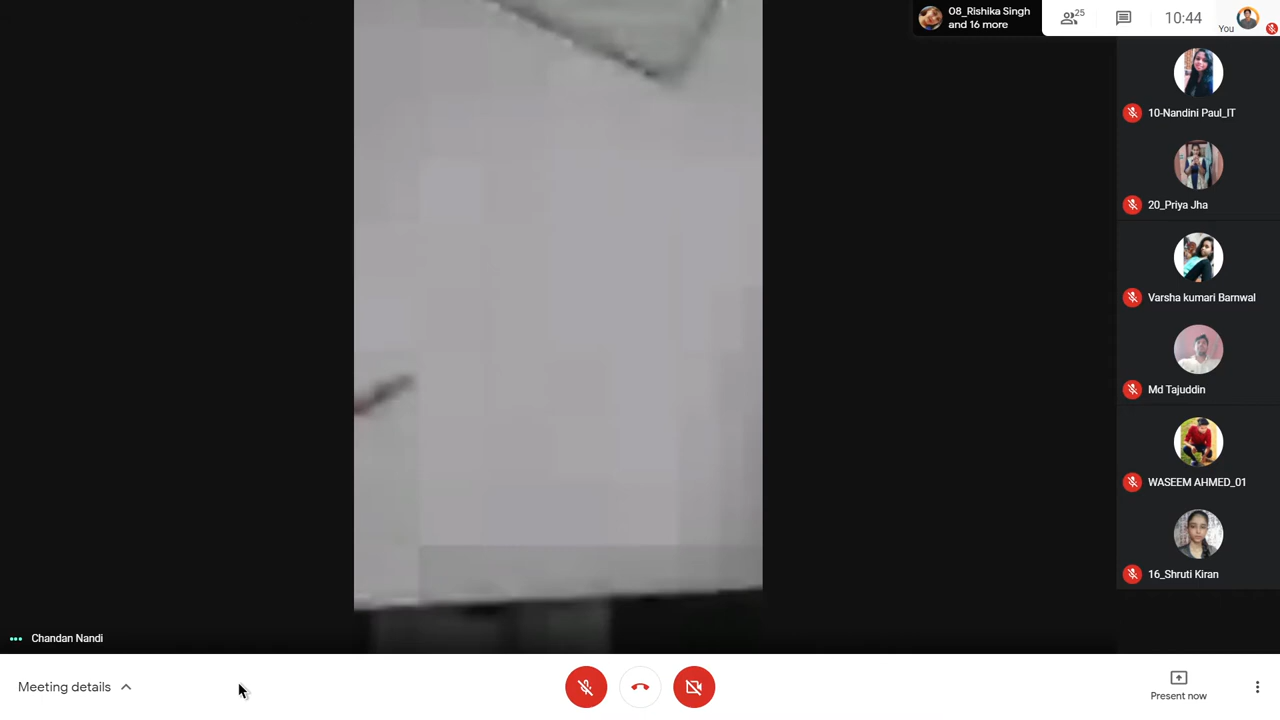 08_Rishika Singh
and 16 more
25
10:44
You
10-Nandini Paul_IT
20_Priya Jha
Varsha kumari Barnwal
Md Tajuddin
WASEEM AHMED_01
16_Shruti Kiran
Chandan Nandi
Meeting details
Present now